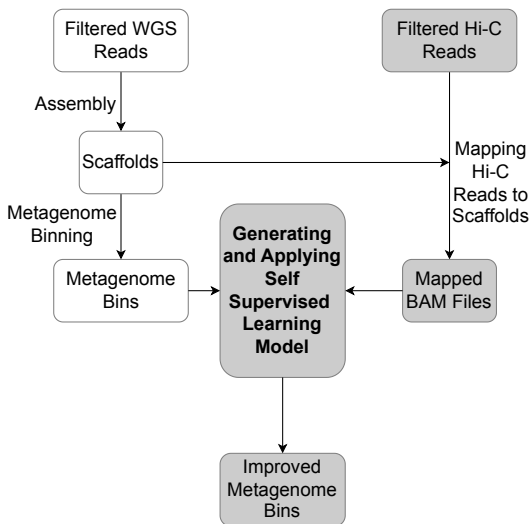 Filtered WGS
Reads
Filtered Hi-C
Reads
Assembly
Scaffolds
Mapping
Hi-C
Reads to
Scaffolds
Metagenome
Binning
Generating
and Applying
Self
Supervised
Learning
Model
Metagenome
Bins
Mapped
BAM Files
Improved
Metagenome
Bins